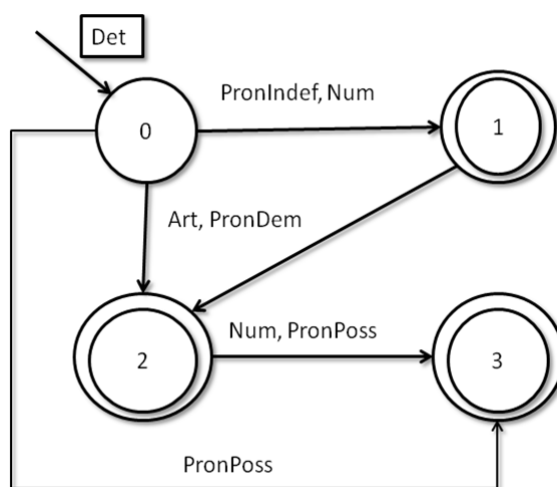 Det
PronIndef, Num
0
1
Art, PronDem
Num, PronPoss
2
3
PronPoss